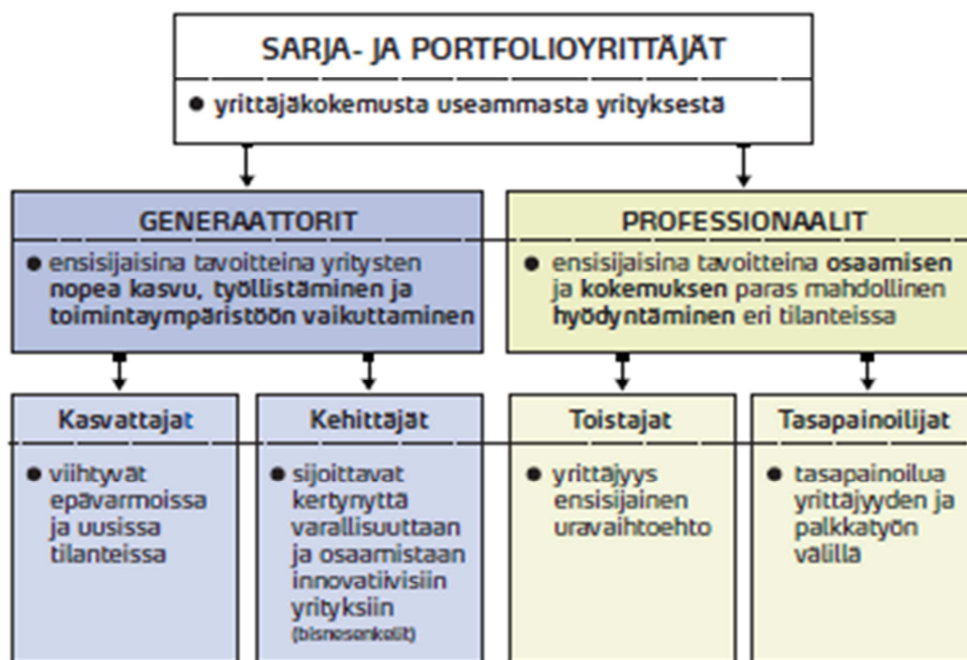 SARJA- JA PORTFOLIOYRITTÄJÄT
● yrittäjäkokemusta useammasta yrityksestä
GENERAATTORIT
● ensisijaisina tavoitteina yritysten
nopea kasvu, työllistäminen ja
toimintaympäristöön vaikuttaminen
PROFESSIONAALIT
● ensisijaisina tavoitteina osaamisen
ja kokemuksen paras mahdollinen
hyödyntäminen eri tilanteissa
Kasvattajat
● viihtyvät
epävarmoissa
ja uusissa
tilanteissa
Kehittäjät
● sijoittavat
kertynyttä
varallisuuttaan
ja osaamistaan
innovatiivisiin
yrityksiin
(bisnesenkelit)
Toistajat
● yrittäjyys
ensisijainen
uravaihtoehto
Tasapainoilijat
● tasapainoilua
yrittäjyyden ja
palkkatyön
välillä